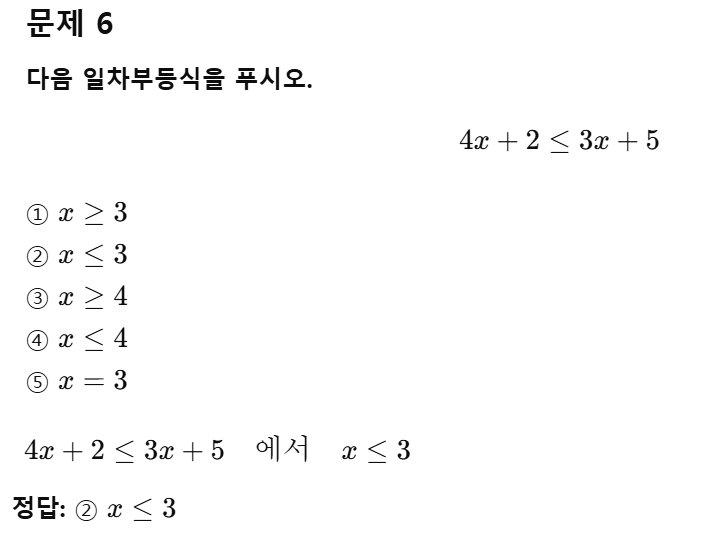 문제 6
다음 일차부등식을 푸시오.
4x + 2 ≤ 3x + 5
① x ≥ 3
② x ≤ 3
③ x ≥ 4
④ x ≤ 4
⑤ x = 3
4x + 2 ≤ 3x + 5 에서 x ≤ 3
정답: ② x ≤ 3